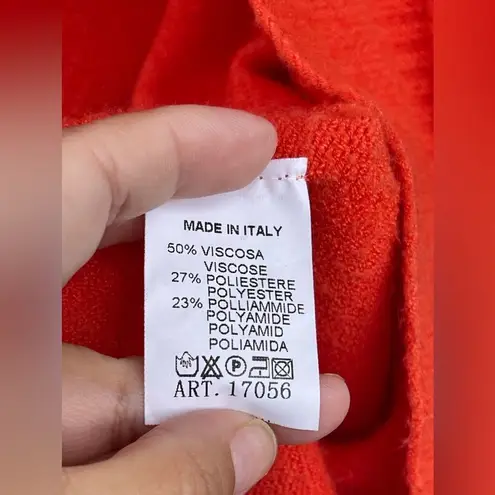 MADE IN ITALY
50% VISCOSA
VISCOSE
27% POLIESTERE
POLYESTER
23% POLLIAMMIDE
POLYAMIDE
POLYAMID
POLIAMIDA
P
ART. 17056